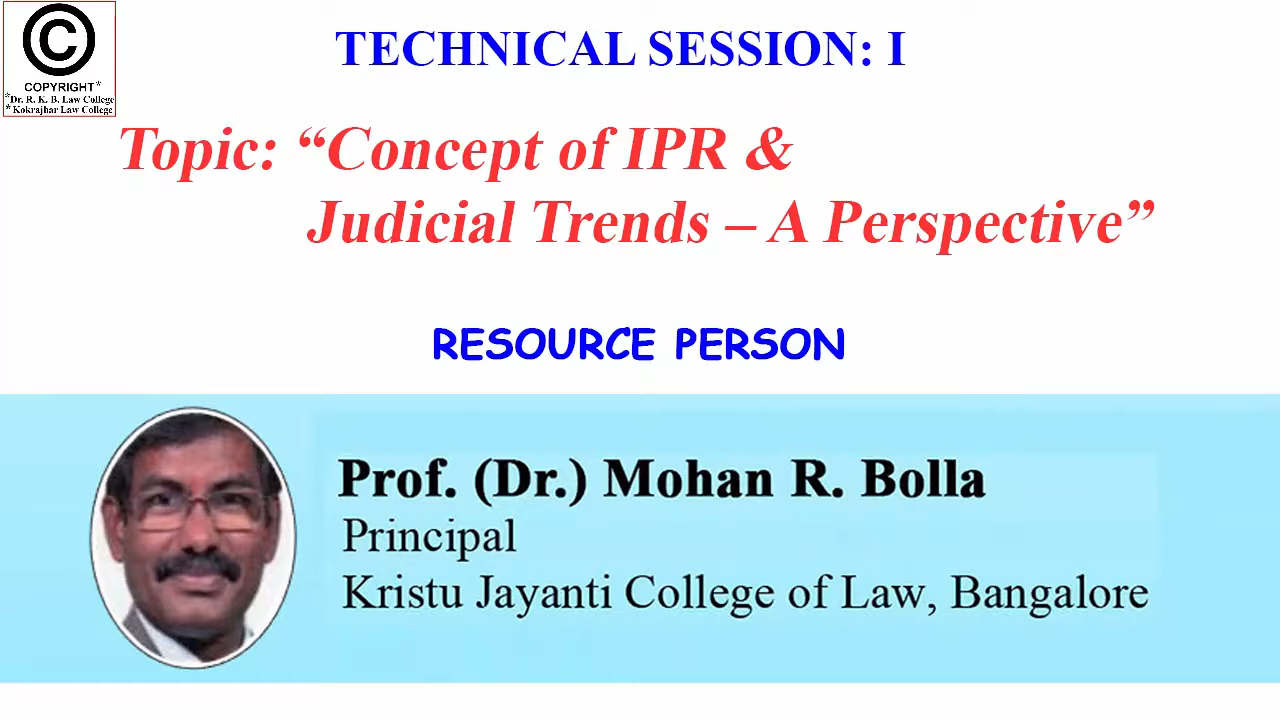 ©
COPYRIGHT*
*Dr. R. K. B. Law College
* Kokrajhar Law College
TECHNICAL SESSION: I
Topic: “Concept of IPR &
Judicial Trends – A Perspective”
RESOURCE PERSON
Prof. (Dr.) Mohan R. Bolla
Principal
Kristu Jayanti College of Law, Bangalore